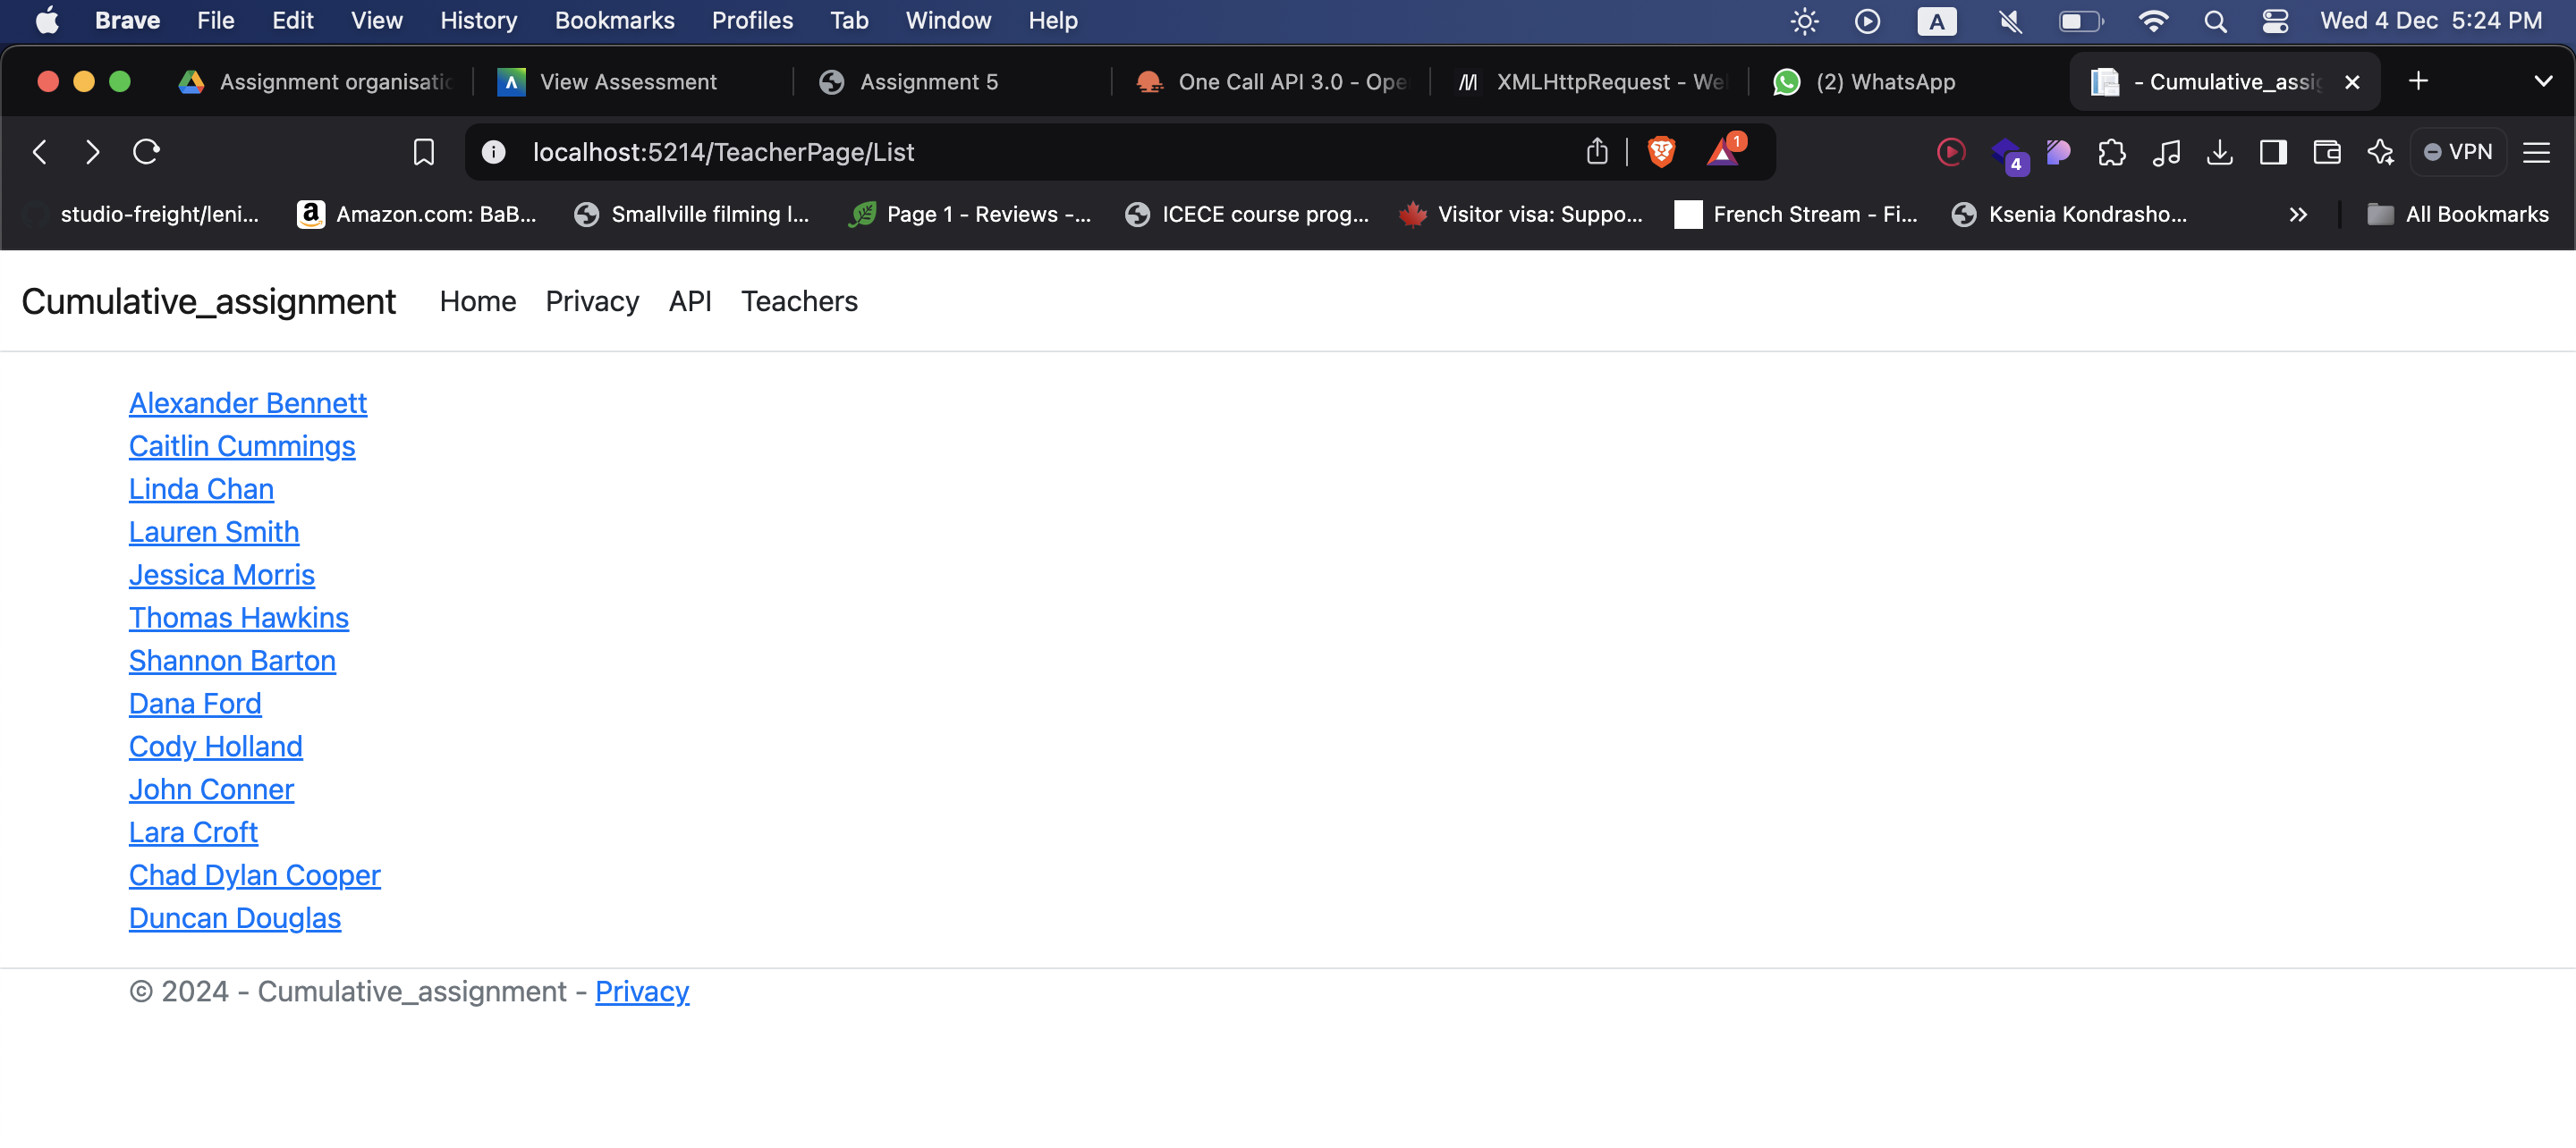 Brave File Edit View History Bookmarks Profiles Tab Window Help A Wed 4 Dec 5:24 PM
Assignment organisatio View Assessment Assignment 5 One Call API 3.0 - Ope XMLHttpRequest - We (2) WhatsApp - Cumulative_assig
localhost:5214/TeacherPage/List 1 4 VPN
studio-freight/leni... Amazon.com: BaB... Smallville filming l... Page 1 - Reviews -... ICECE course prog... Visitor visa: Suppo... French Stream - Fi... Ksenia Kondrasho... All Bookmarks
Cumulative_assignment Home Privacy API Teachers
Alexander Bennett
Caitlin Cummings
Linda Chan
Lauren Smith
Jessica Morris
Thomas Hawkins
Shannon Barton
Dana Ford
Cody Holland
John Conner
Lara Croft
Chad Dylan Cooper
Duncan Douglas
© 2024 - Cumulative_assignment - Privacy